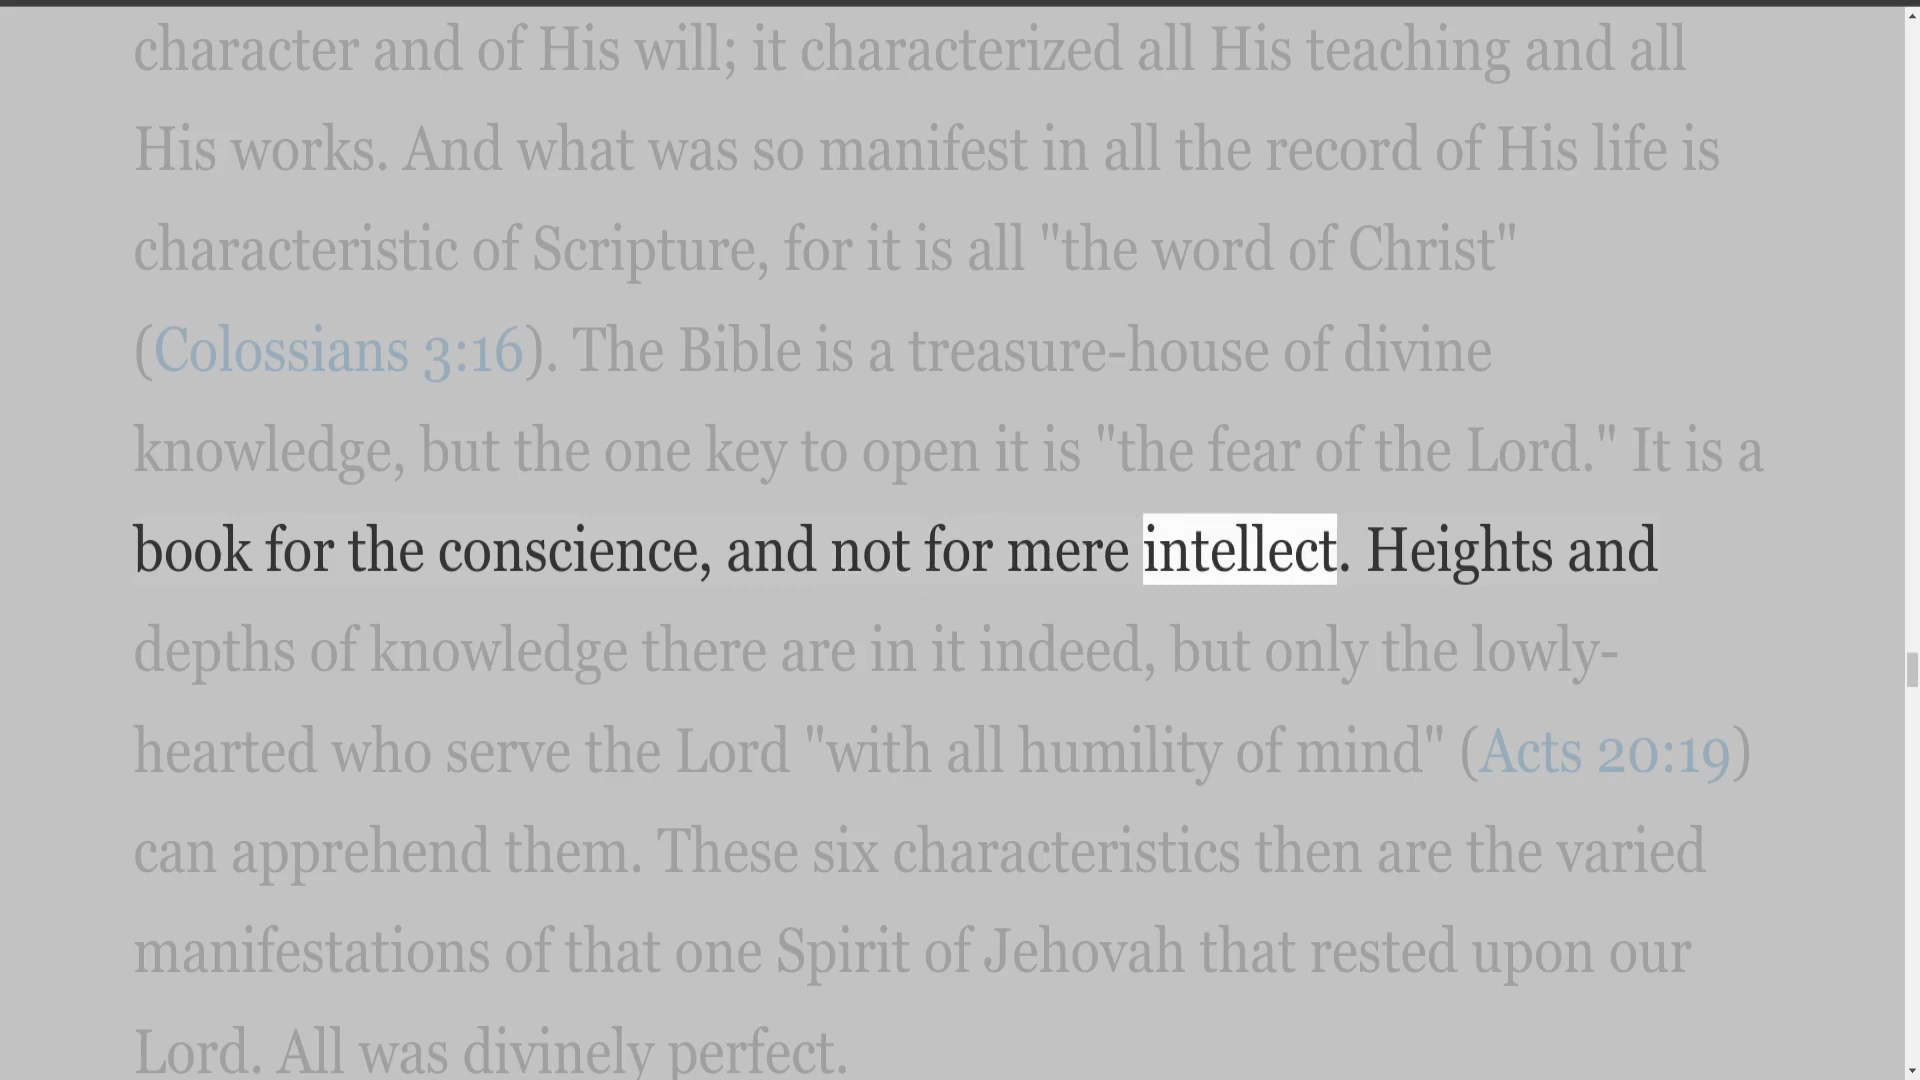 character and of His will; it characterized all His teaching and all
His works. And what was so manifest in all the record of His life is
characteristic of Scripture, for it is all "the word of Christ"
(Colossians 3:16). The Bible is a treasure-house of divine
knowledge, but the one key to open it is "the fear of the Lord." It is a
book for the conscience, and not for mere intellect. Heights and
depths of knowledge there are in it indeed, but only the lowly-
hearted who serve the Lord "with all humility of mind" (Acts 20:19)
can apprehend them. These six characteristics then are the varied
manifestations of that one Spirit of Jehovah that rested upon our
Lord. All was divinely perfect.